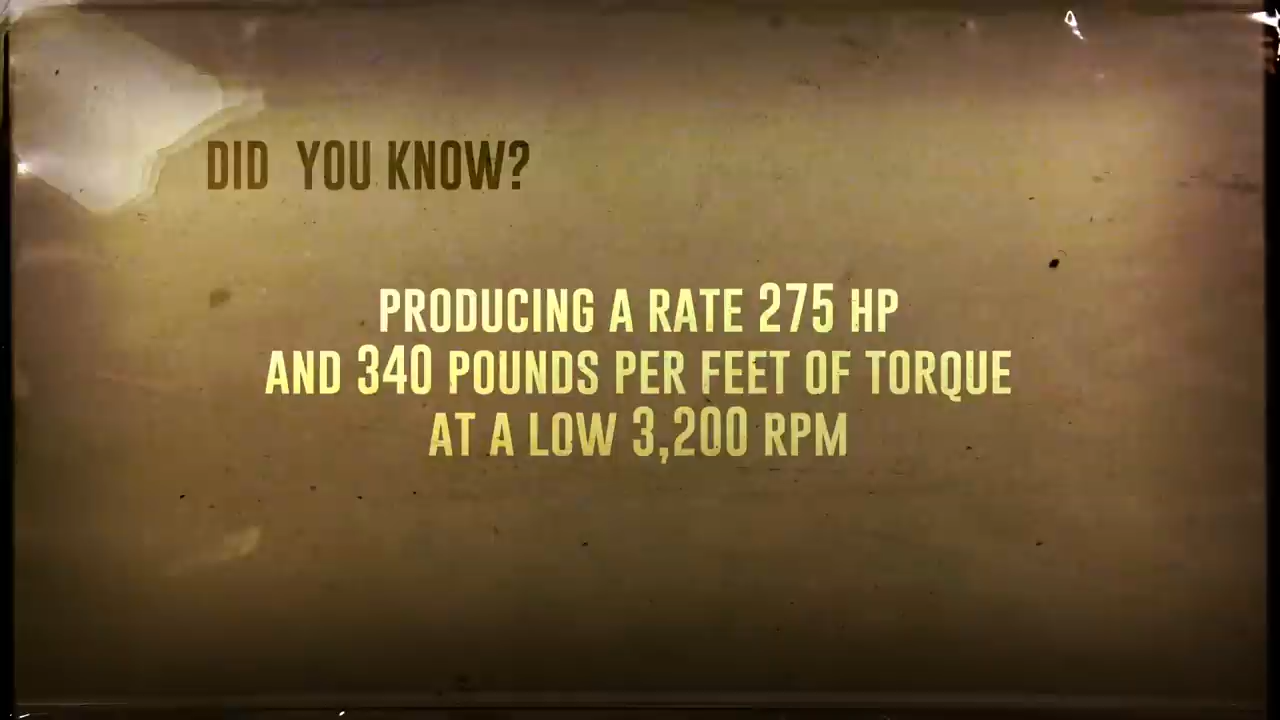 DID YOU KNOW?
PRODUCING A RATE 275 HP
AND 340 POUNDS PER FEET OF TORQUE
AT A LOW 3,200 RPM